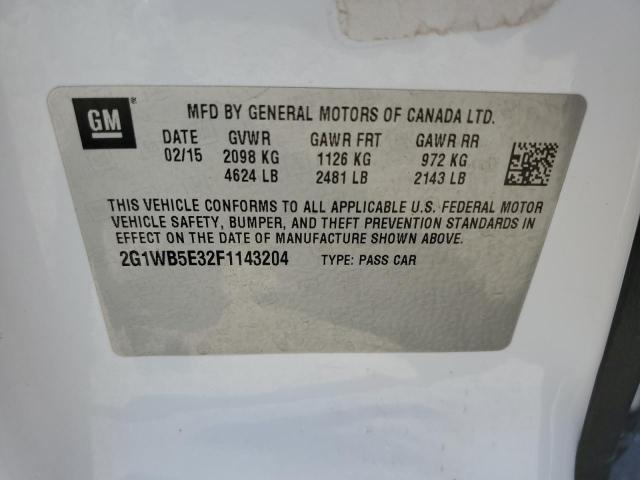 GM
MFD BY GENERAL MOTORS OF CANADA LTD.
DATE GVWR GAWR FRT GAWR RR
02/15 2098 KG 1126 KG 972 KG
4624 LB 2481 LB 2143 LB
THIS VEHICLE CONFORMS TO ALL APPLICABLE U.S. FEDERAL MOTOR
VEHICLE SAFETY, BUMPER, AND THEFT PREVENTION STANDARDS IN
EFFECT ON THE DATE OF MANUFACTURE SHOWN ABOVE.
2G1WB5E32F1143204 TYPE: PASS CAR